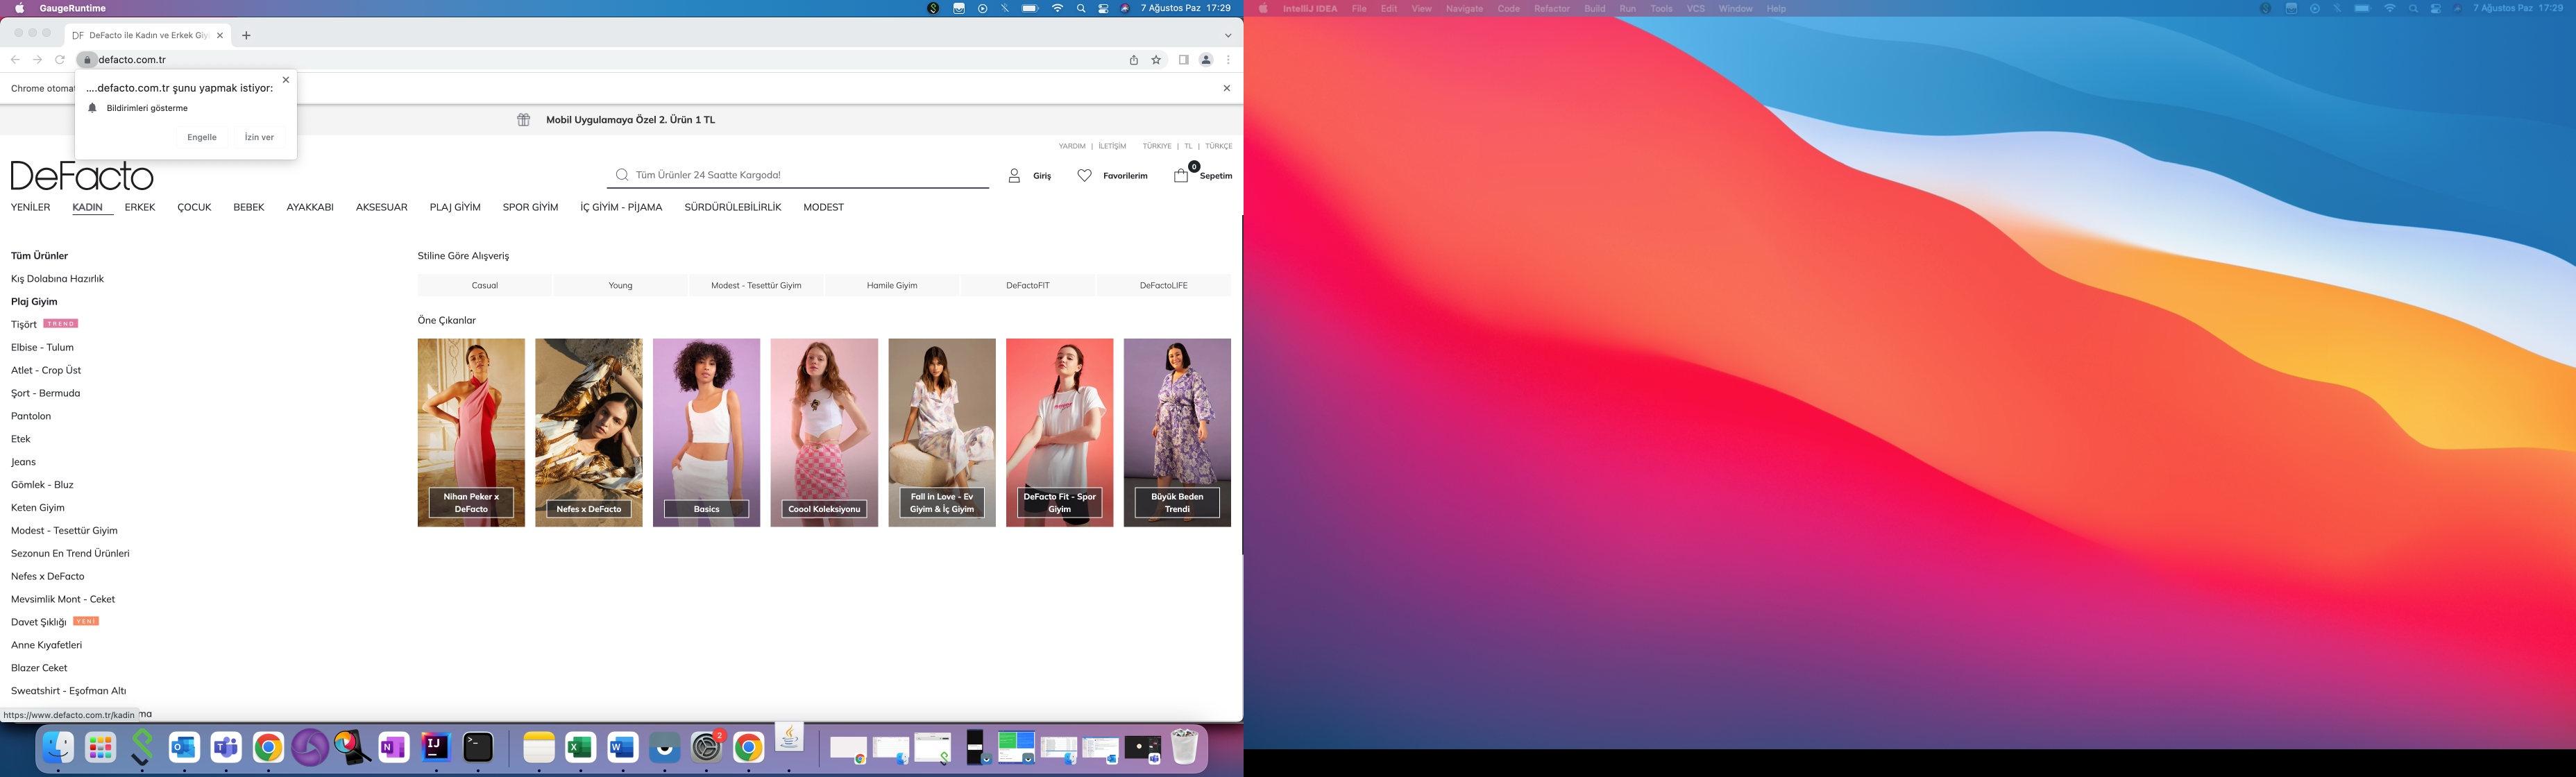 GaugeRuntime
7 Ağustos Paz 17:29
IntelliJ IDEA File Edit View Navigate Code Refactor Build Run Tools VCS Window Help
7 Ağustos Paz 17:29
DF DeFacto ile Kadın ve Erkek Giy
defacto.com.tr
Chrome otomat
....defacto.com.tr şunu yapmak istiyor:
Bildirimleri gösterme
Engelle İzin ver
Mobil Uygulamaya Özel 2. Ürün 1 TL
YARDIM | İLETİŞİM TÜRKIYE | TL | TÜRKÇE
DeFacto
Tüm Ürünler 24 Saatte Kargoda!
Giriş Favorilerim 0 Sepetim
YENİLER KADIN ERKEK ÇOCUK BEBEK AYAKKABI AKSESUAR PLAJ GİYİM SPOR GİYİM İÇ GİYİM - PİJAMA SÜRDÜRÜLEBİLİRLİK MODEST
Tüm Ürünler
Kış Dolabına Hazırlık
Plaj Giyim
Tişört TREND
Elbise - Tulum
Atlet - Crop Üst
Şort - Bermuda
Pantolon
Etek
Jeans
Gömlek - Bluz
Keten Giyim
Modest - Tesettür Giyim
Sezonun En Trend Ürünleri
Nefes x DeFacto
Mevsimlik Mont - Ceket
Davet Şıklığı YENİ
Anne Kıyafetleri
Blazer Ceket
Sweatshirt - Eşofman Altı
ma
Stiline Göre Alışveriş
Casual Young Modest - Tesettür Giyim Hamile Giyim DeFactoFIT DeFactoLIFE
Öne Çıkanlar
Nihan Peker x
DeFacto
Nefes x DeFacto
Basics
Coool Koleksiyonu
Fall in Love - Ev
Giyim & İç Giyim
DeFacto Fit - Spor
Giyim
Büyük Beden
Trendi
https://www.defacto.com.tr/kadin
2